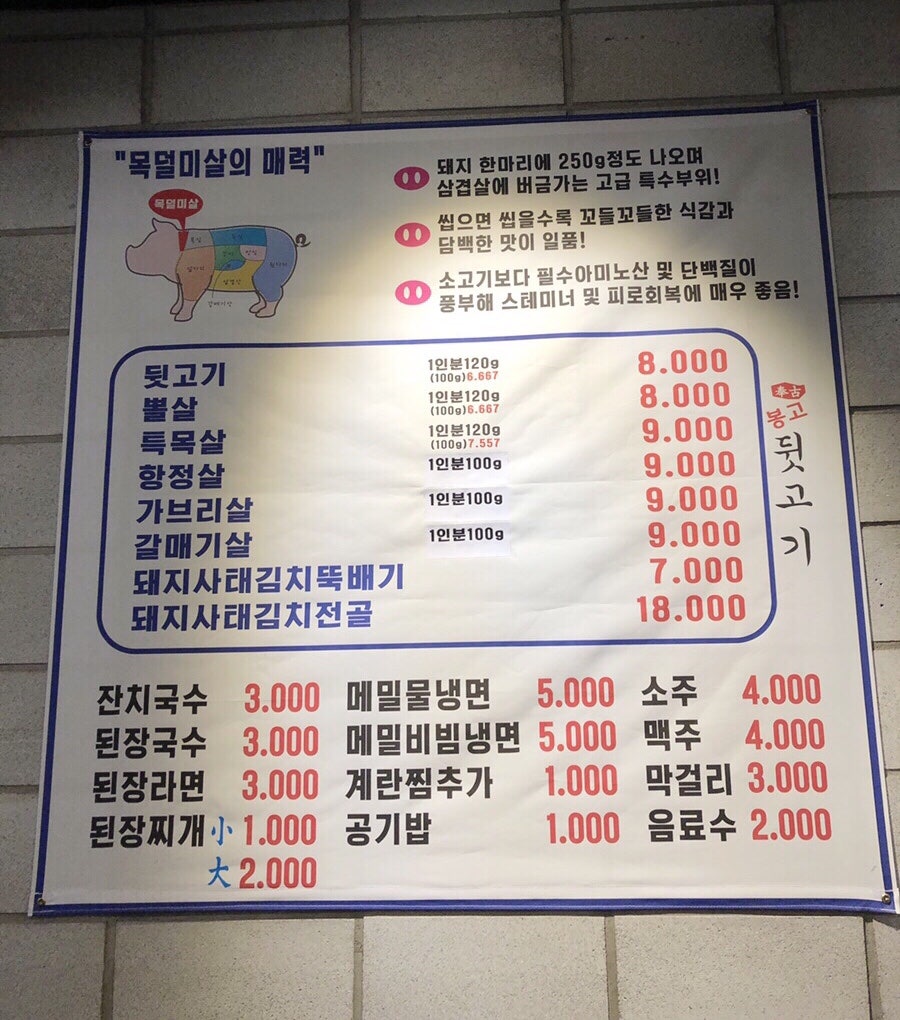 "목덜미살의 매력"
목덜미살
돼지 한마리에 250g정도 나오며
삼겹살에 버금가는 고급 특수부위!
씹으면 씹을수록 꼬들꼬들한 식감과
담백한 맛이 일품!
소고기보다 필수아미노산 및 단백질이
풍부해 스테미너 및 피로회복에 매우 좋음!
뒷고기 1인분120g (100g)6.667 8.000
뽈살 1인분120g (100g)6.667 8.000
특목살 1인분120g (100g)7.557 9.000
항정살 1인분100g 9.000
가브리살 1인분100g 9.000
갈매기살 1인분100g 9.000
돼지사태김치뚝배기 7.000
돼지사태김치전골 18.000
奉古
봉고
뒷고기
잔치국수 3.000 메밀물냉면 5.000 소주 4.000
된장국수 3.000 메밀비빔냉면 5.000 맥주 4.000
된장라면 3.000 계란찜추가 1.000 막걸리 3.000
된장찌개 小 1.000 공기밥 1.000 음료수 2.000
大 2.000